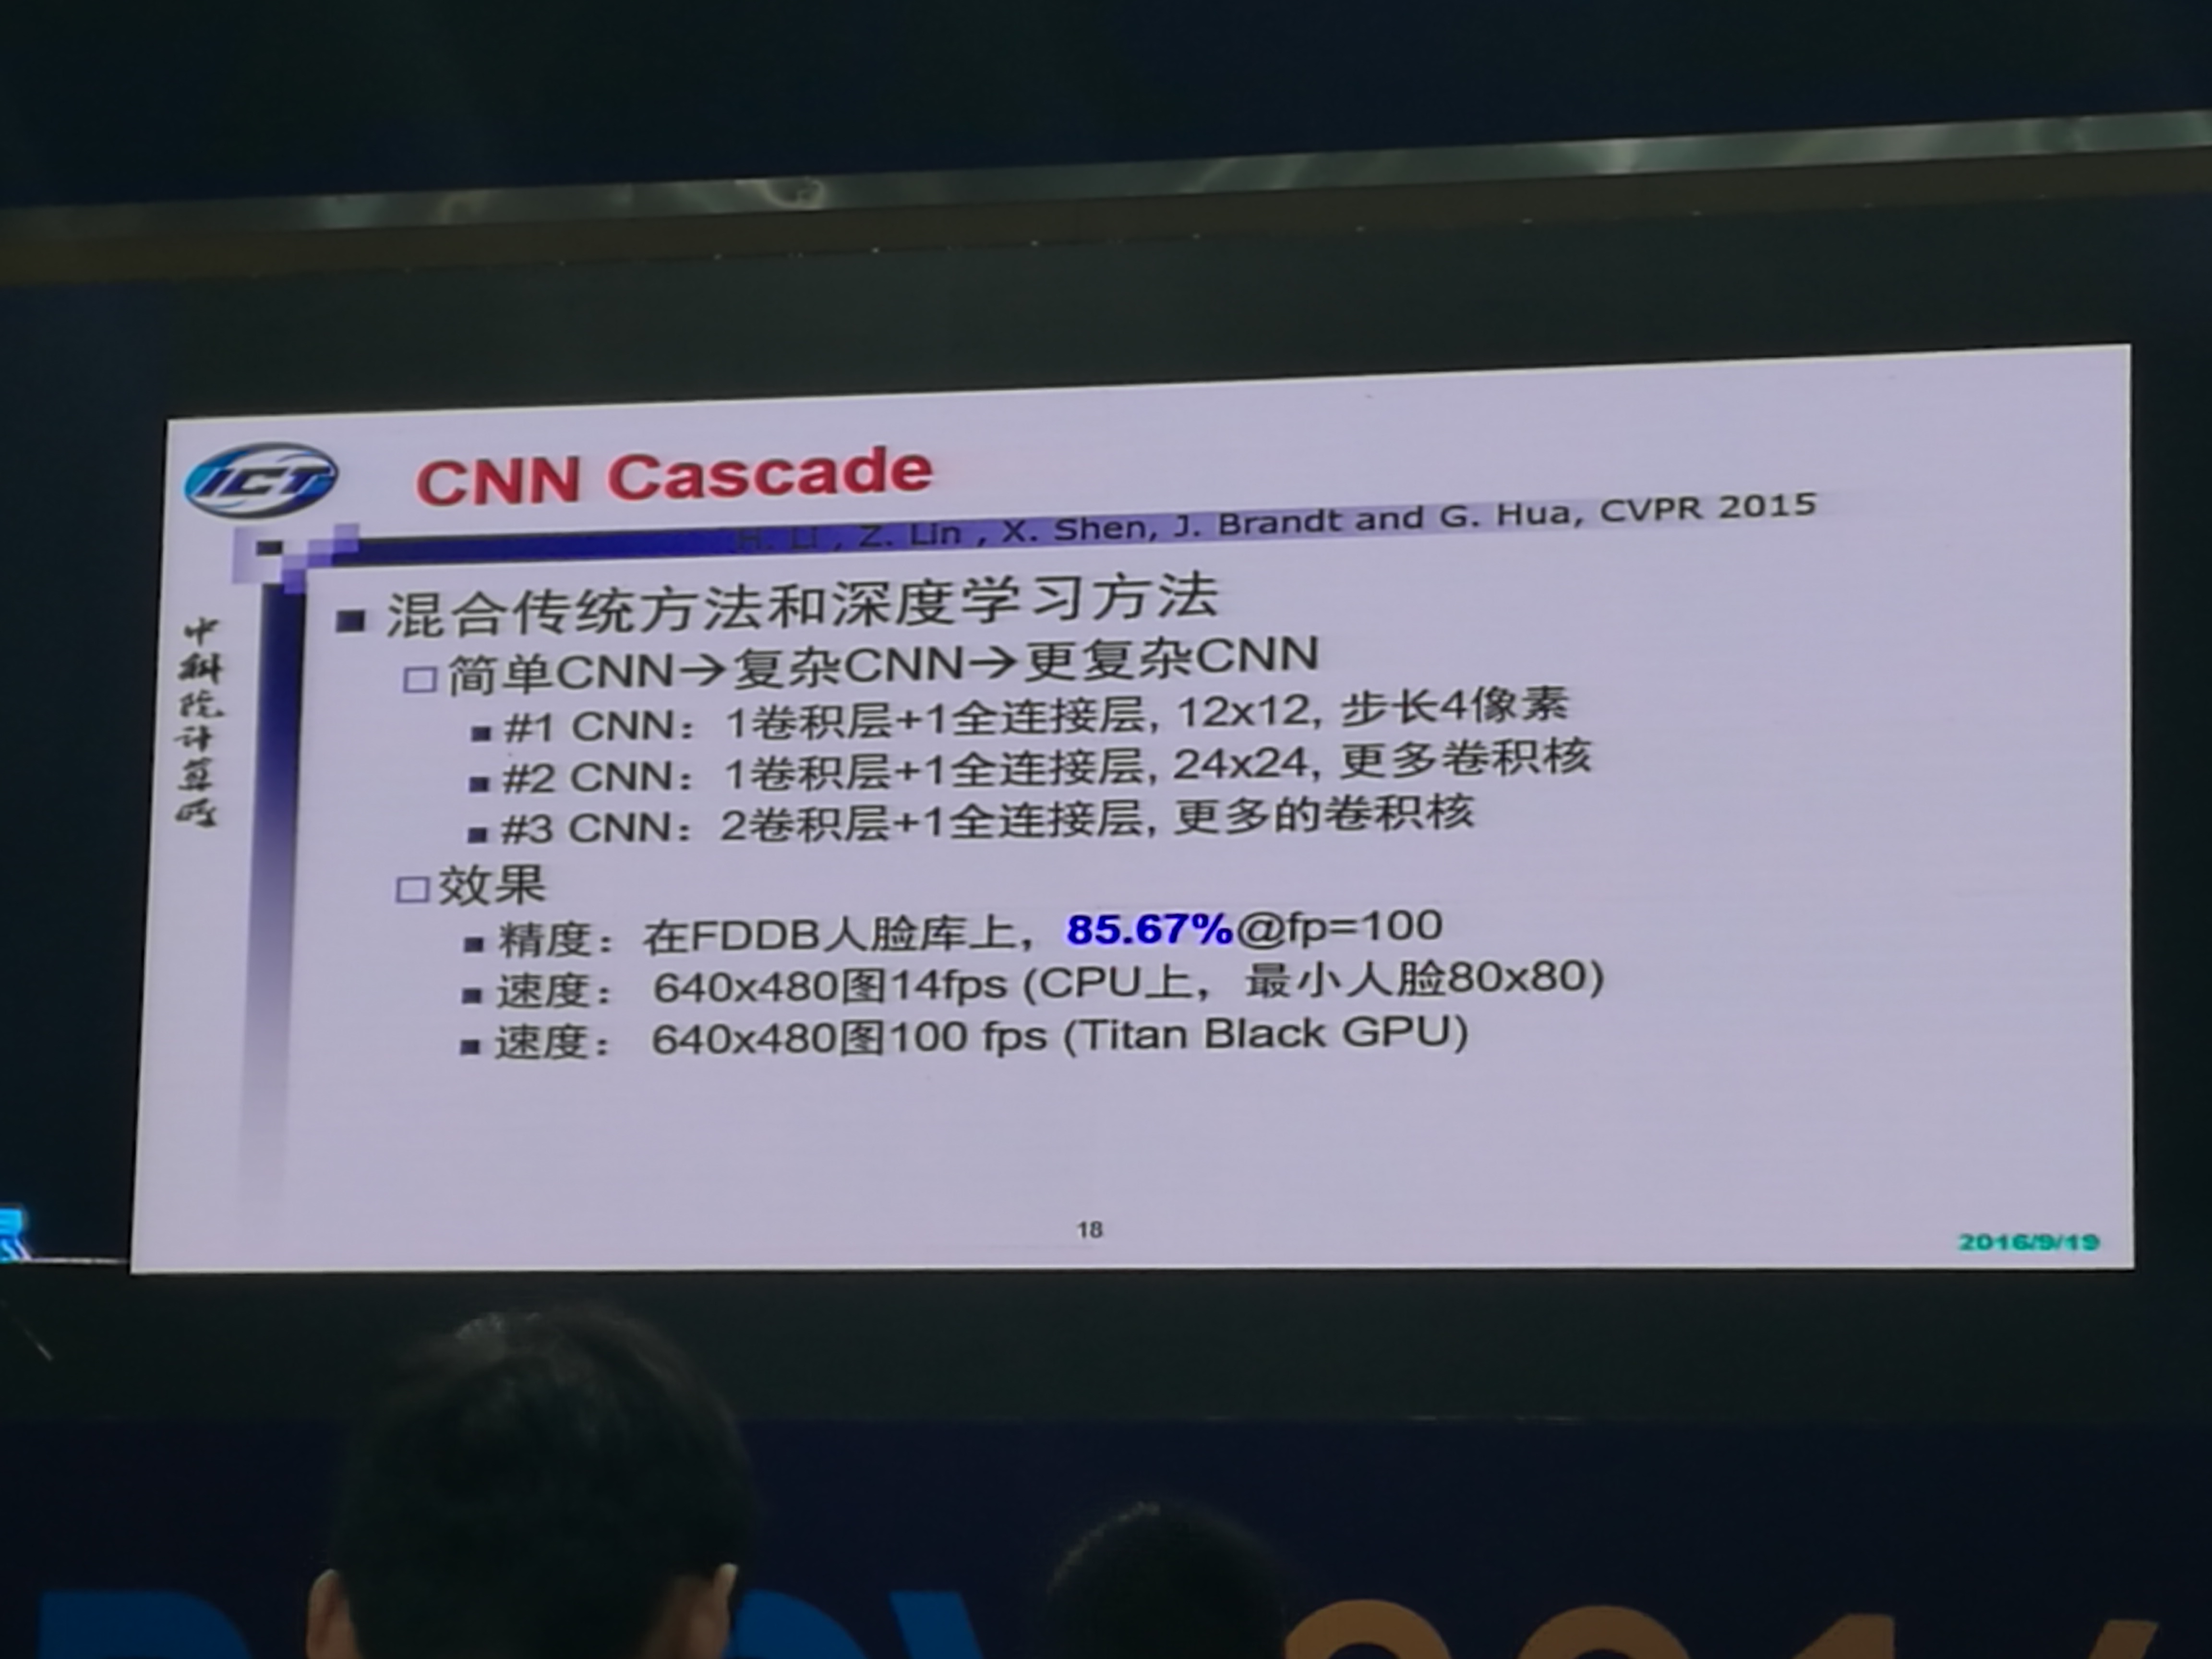 ICT
CNN Cascade
H. Li , Z. Lin , X. Shen, J. Brandt and G. Hua, CVPR 2015
中科院计算所
■ 混合传统方法和深度学习方法
□ 简单CNN→复杂CNN→更复杂CNN
■ #1 CNN：1卷积层+1全连接层, 12x12, 步长4像素
■ #2 CNN：1卷积层+1全连接层, 24x24, 更多卷积核
■ #3 CNN：2卷积层+1全连接层, 更多的卷积核
□ 效果
■ 精度：在FDDB人脸库上，85.67%@fp=100
■ 速度： 640x480图14fps (CPU上，最小人脸80x80)
■ 速度： 640x480图100 fps (Titan Black GPU)
18
2016/9/19